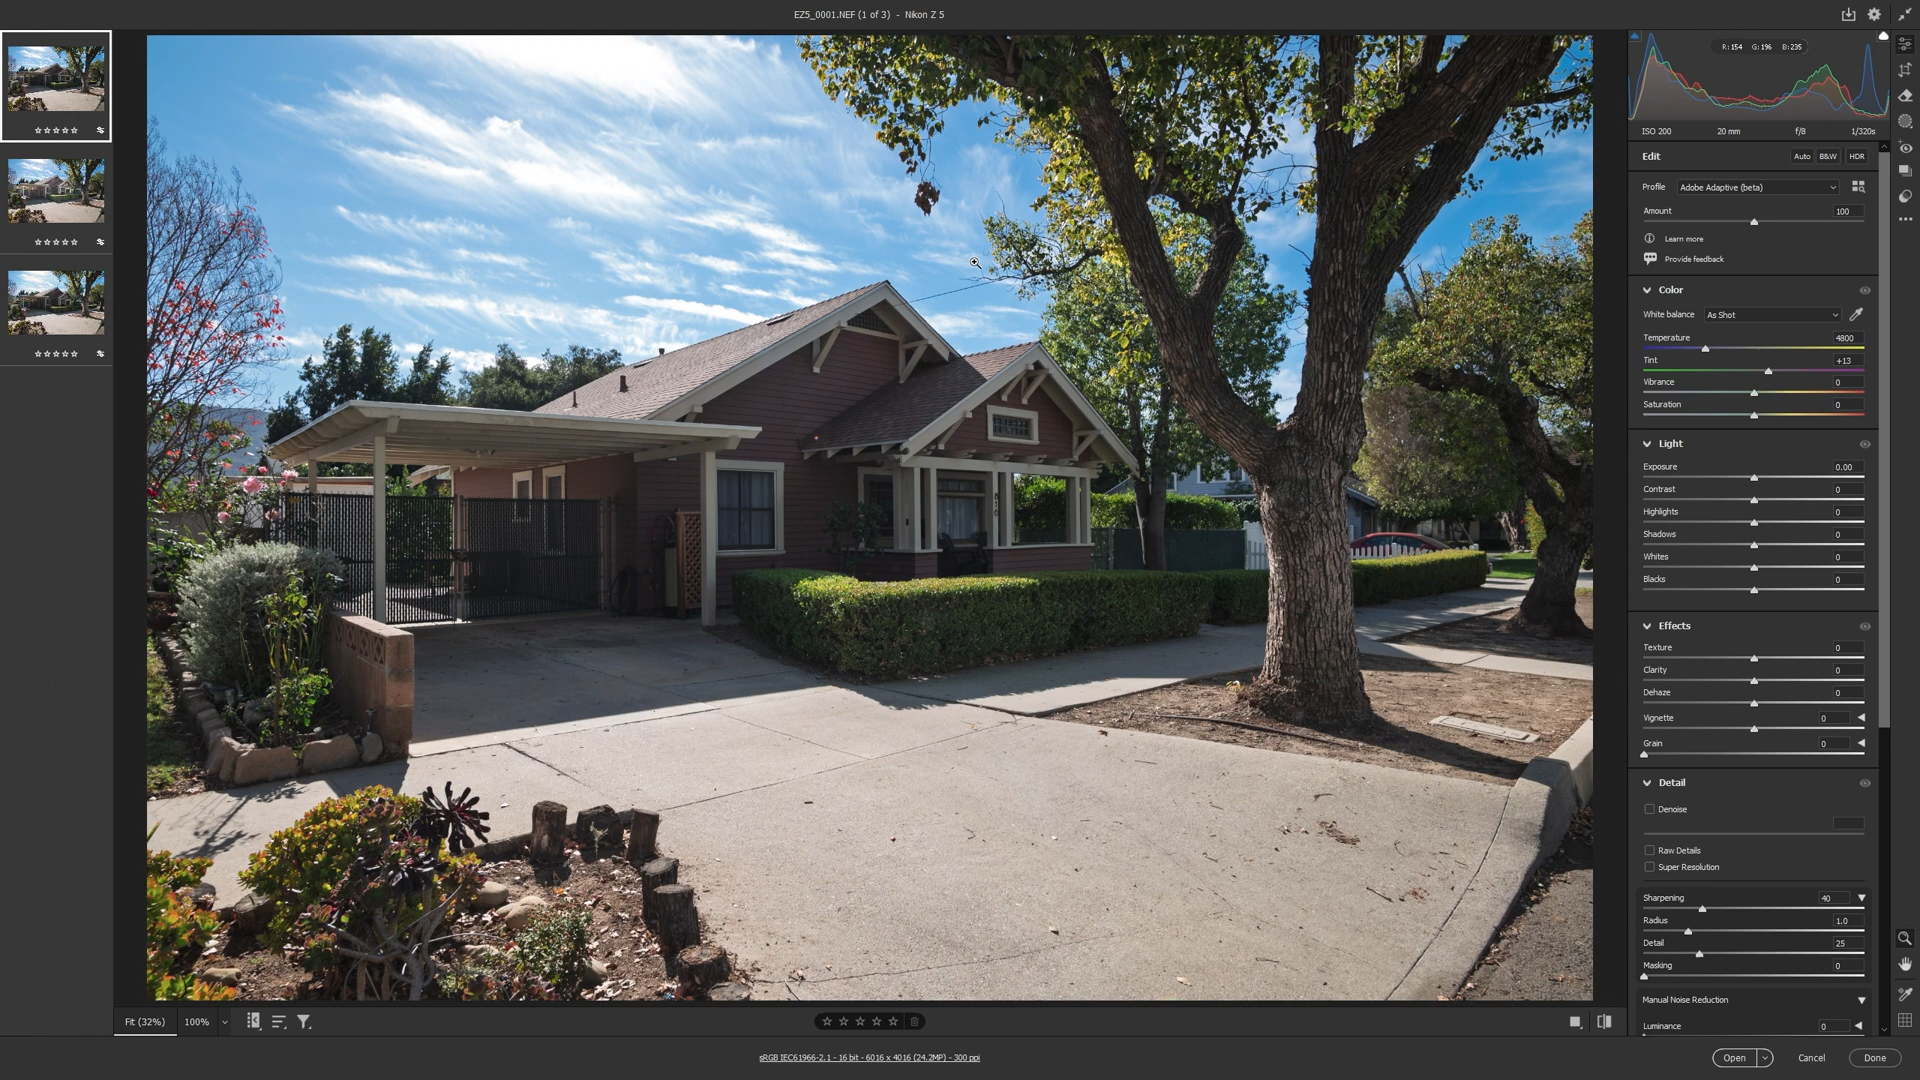 EZ5_0001.NEF (1 of 3) - Nikon Z 5
R: 154 G: 196 B: 235
ISO 200 20 mm f/8 1/320s
Edit Auto B&W HDR
Profile Adobe Adaptive (beta)
Amount 100
Learn more
Provide feedback
Color
White balance As Shot
Temperature 4800
Tint +13
Vibrance 0
Saturation 0
Light
Exposure 0.00
Contrast 0
Highlights 0
Shadows 0
Whites 0
Blacks 0
Effects
Texture 0
Clarity 0
Dehaze 0
Vignette 0
Grain 0
Detail
Denoise
Raw Details
Super Resolution
Sharpening 40
Radius 1.0
Detail 25
Masking 0
Manual Noise Reduction
Luminance 0
Fit (32%) 100%
sRGB IEC61966-2.1 - 16 bit - 6016 x 4016 (24.2MP) - 300 ppi
Open Cancel Done